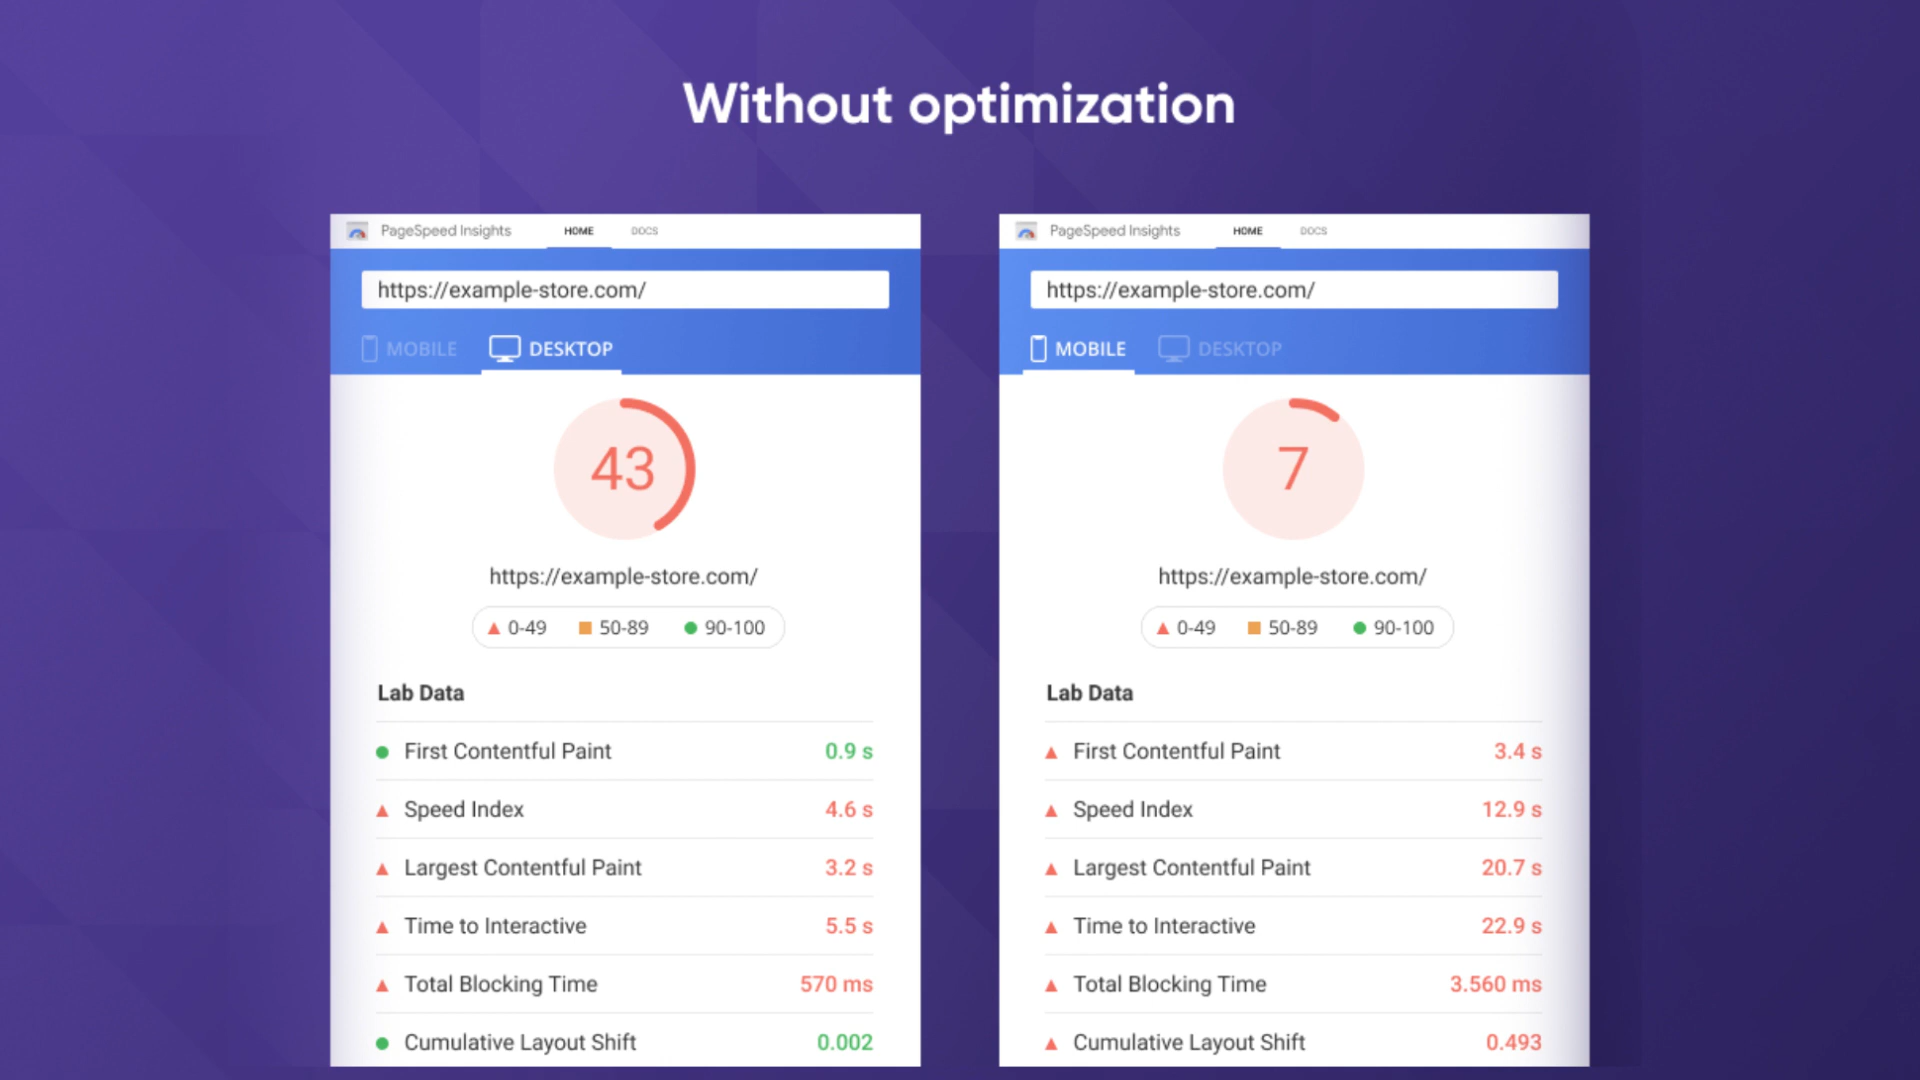 Without optimization
PageSpeed Insights HOME DOCS
https://example-store.com/
MOBILE DESKTOP
43
https://example-store.com/
0-49 50-89 90-100
Lab Data
First Contentful Paint 0.9 s
Speed Index 4.6 s
Largest Contentful Paint 3.2 s
Time to Interactive 5.5 s
Total Blocking Time 570 ms
Cumulative Layout Shift 0.002
PageSpeed Insights HOME DOCS
https://example-store.com/
MOBILE DESKTOP
7
https://example-store.com/
0-49 50-89 90-100
Lab Data
First Contentful Paint 3.4 s
Speed Index 12.9 s
Largest Contentful Paint 20.7 s
Time to Interactive 22.9 s
Total Blocking Time 3.560 ms
Cumulative Layout Shift 0.493